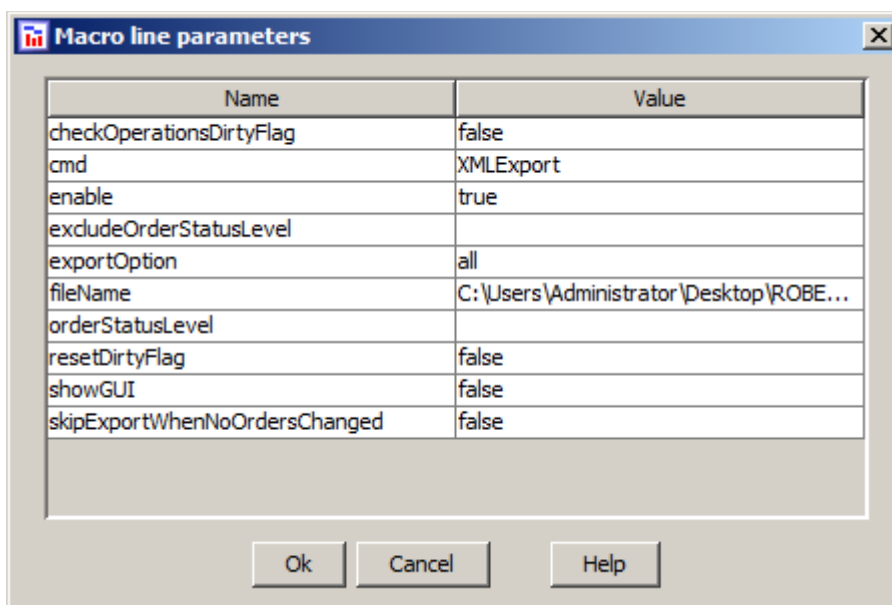 Macro line parameters
Name Value
checkOperationsDirtyFlag false
cmd XMLExport
enable true
excludeOrderStatusLevel
exportOption all
fileName C:\Users\Administrator\Desktop\ROBE...
orderStatusLevel
resetDirtyFlag false
showGUI false
skipExportWhenNoOrdersChanged false
Ok Cancel Help